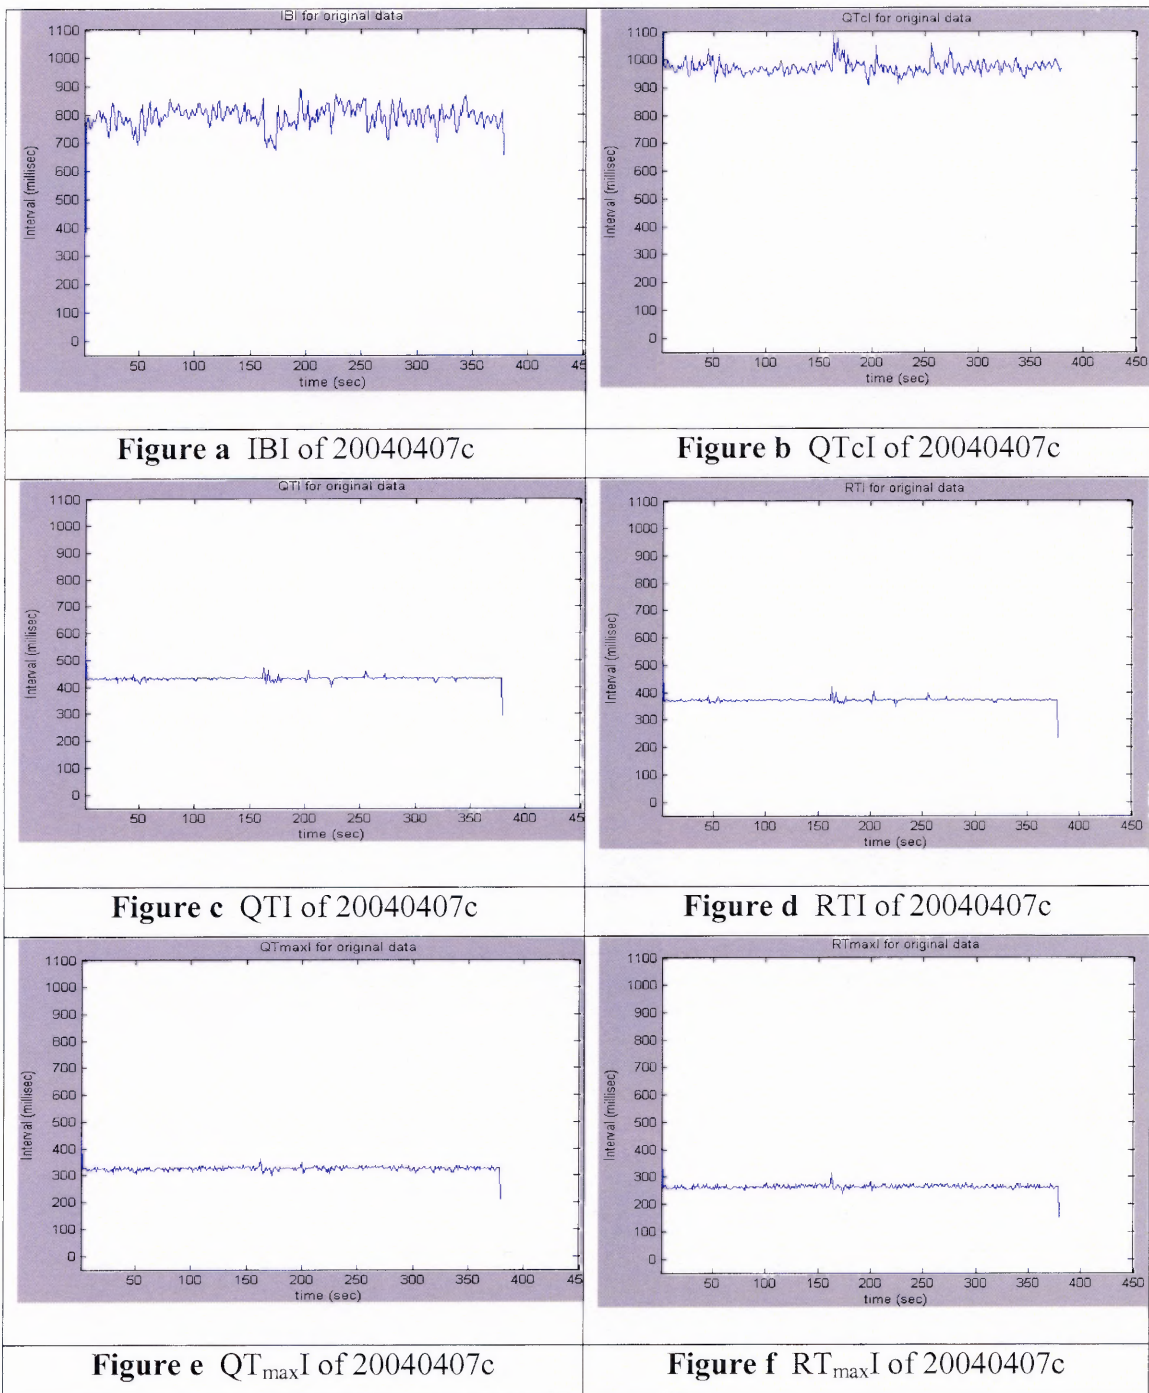 IBI for original data
1100
1000
900
800
700
600
500
400
300
200
100
0
Interval (millisec)
50 100 150 200 250 300 350 400 45
time (sec)
QTcI for original data
1100
1000
900
800
700
600
500
400
300
200
100
0
Interval (millisec)
50 100 150 200 250 300 350 400 450
time (sec)
Figure a IBI of 20040407c
Figure b QTcI of 20040407c
QTI for original data
1100
1000
900
800
700
600
500
400
300
200
100
0
Interval (millisec)
50 100 150 200 250 300 350 400 45
time (sec)
RTI for original data
1100
1000
900
800
700
600
500
400
300
200
100
0
Interval (millisec)
50 100 150 200 250 300 350 400 450
time (sec)
Figure c QTI of 20040407c
Figure d RTI of 20040407c
QTmaxI for original data
1100
1000
900
800
700
600
500
400
300
200
100
0
Interval (millisec)
50 100 150 200 250 300 350 400 45
time (sec)
RTmaxI for original data
1100
1000
900
800
700
600
500
400
300
200
100
0
Interval (millisec)
50 100 150 200 250 300 350 400 450
time (sec)
Figure e QTmaxI of 20040407c
Figure f RTmaxI of 20040407c